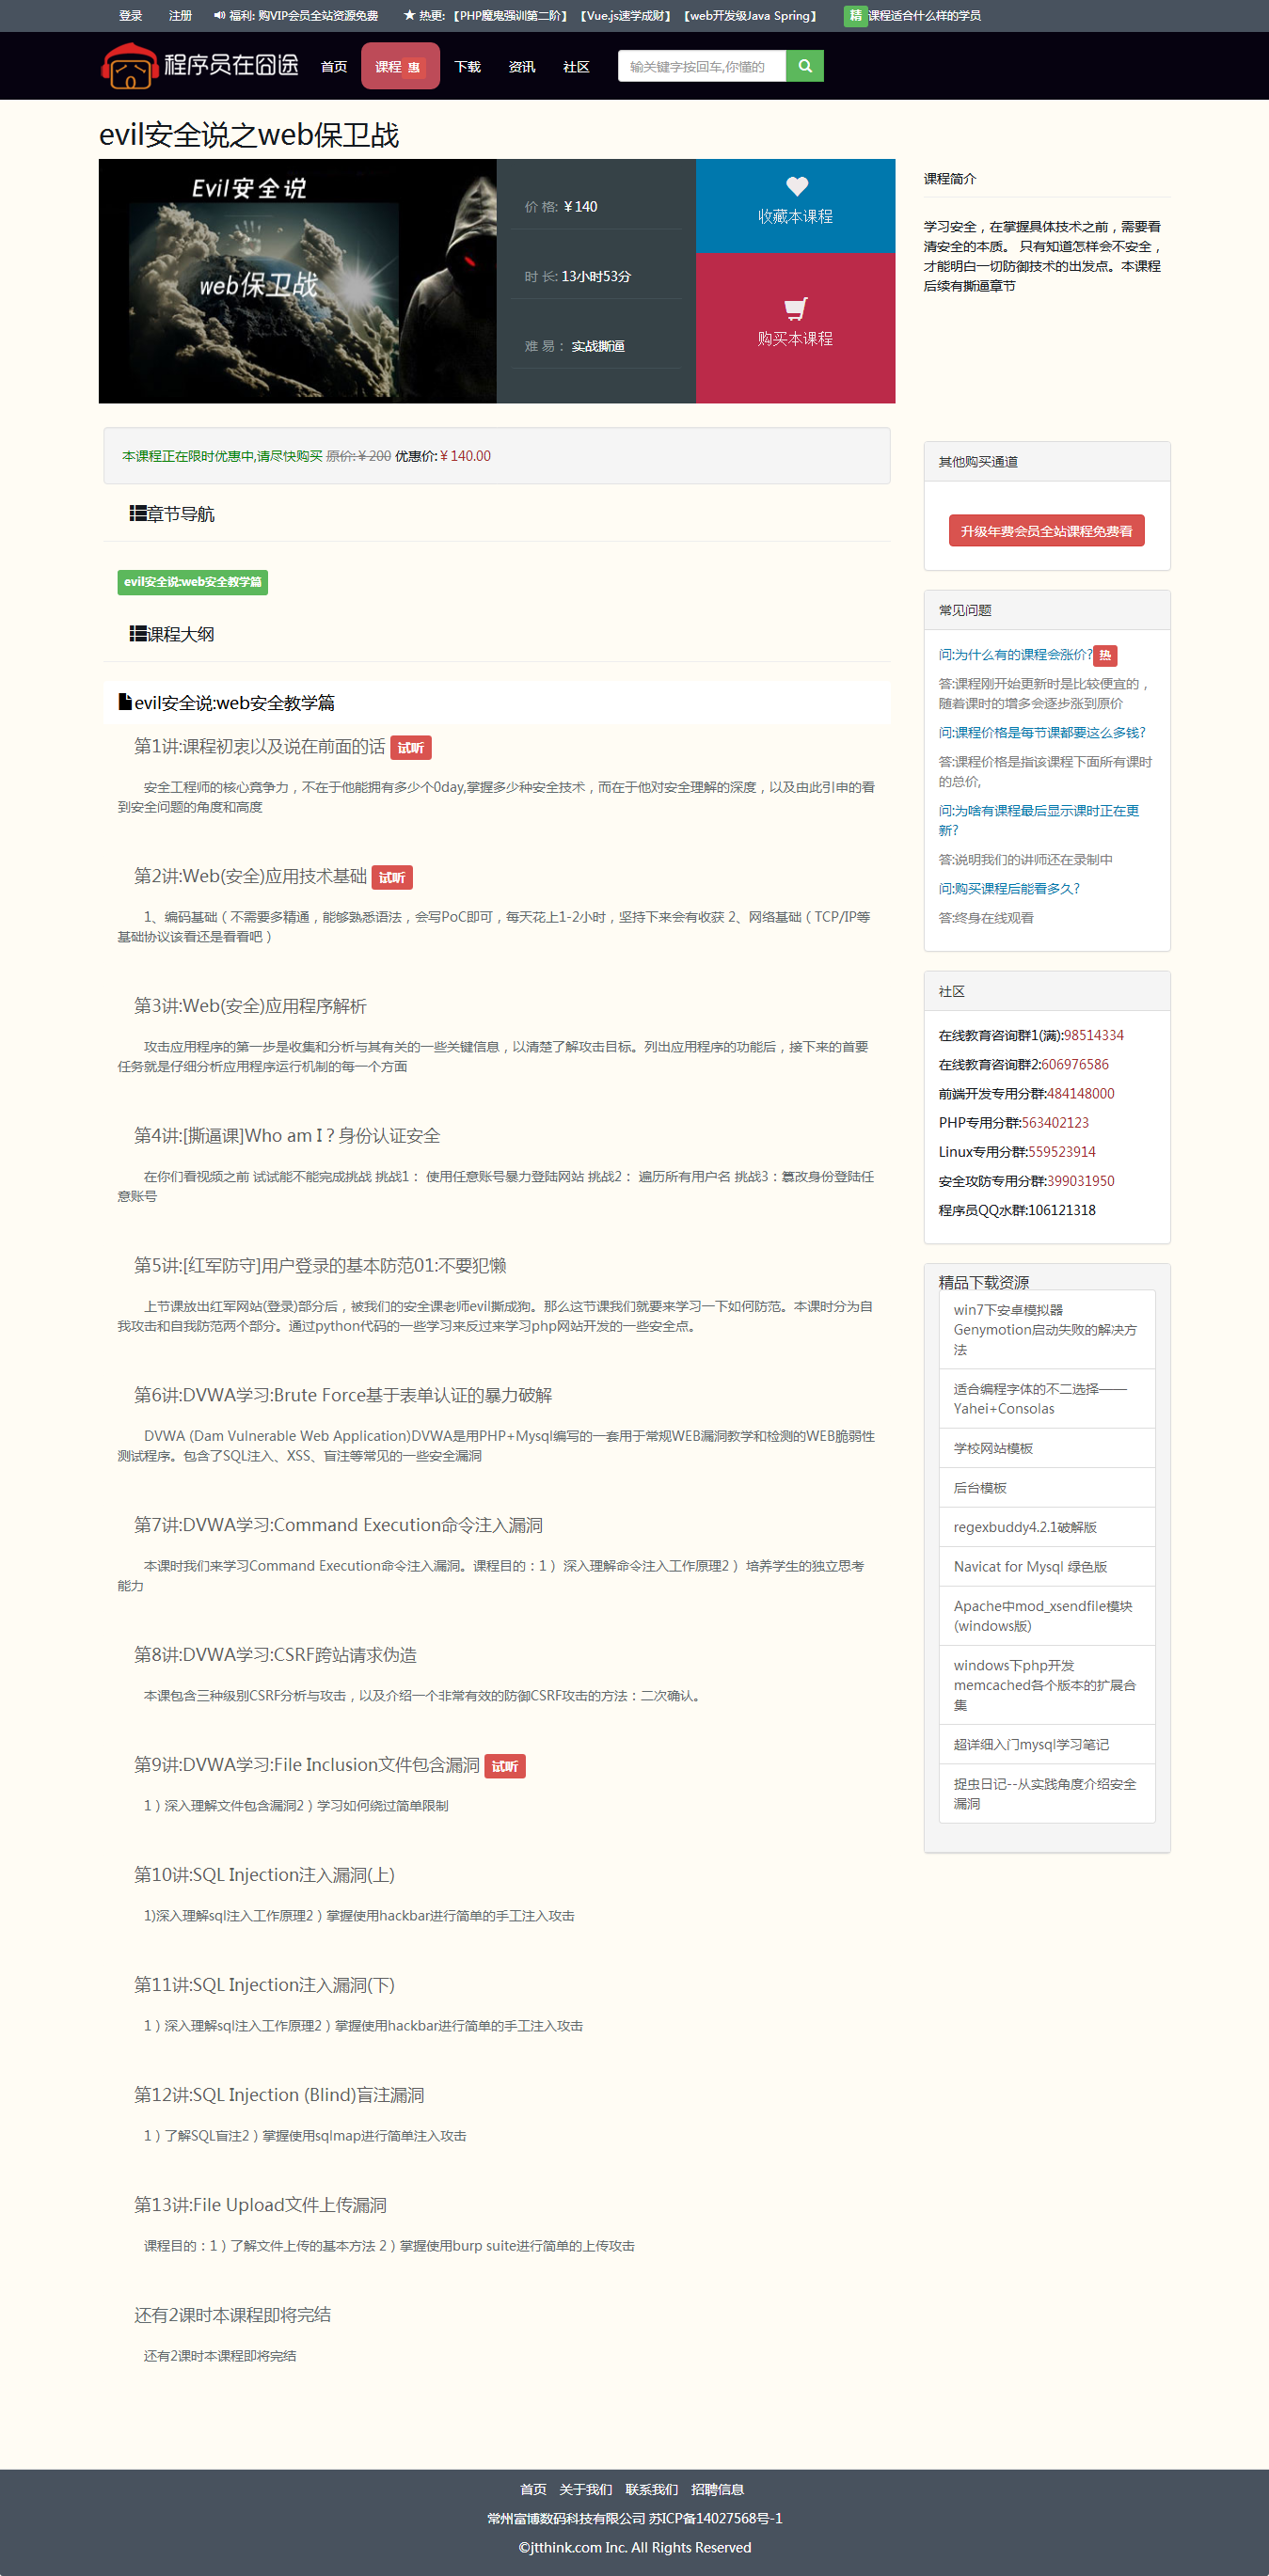 登录 注册 福利: 购VIP会员全站资源免费 热更: 【PHP魔鬼强训第二阶】 【Vue.js速学成财】 【web开发级Java Spring】 精 课程适合什么样的学员
程序员在囧途 首页 课程 惠 下载 资讯 社区 输关键字按回车,你懂的
evil安全说之web保卫战
Evil安全说
web保卫战
价 格: ￥140
时 长: 13小时53分
难 易： 实战撕逼
收藏本课程
购买本课程
课程简介
学习安全，在掌握具体技术之前，需要看
清安全的本质。 只有知道怎样会不安全，
才能明白一切防御技术的出发点。本课程
后续有撕逼章节
本课程正在限时优惠中,请尽快购买 原价:￥200 优惠价:￥140.00
章节导航
evil安全说:web安全教学篇
课程大纲
evil安全说:web安全教学篇
第1讲:课程初衷以及说在前面的话 试听
安全工程师的核心竞争力，不在于他能拥有多少个0day,掌握多少种安全技术，而在于他对安全理解的深度，以及由此引申的看
到安全问题的角度和高度
第2讲:Web(安全)应用技术基础 试听
1、编码基础（不需要多精通，能够熟悉语法，会写PoC即可，每天花上1-2小时，坚持下来会有收获 2、网络基础（TCP/IP等
基础协议该看还是看看吧）
第3讲:Web(安全)应用程序解析
攻击应用程序的第一步是收集和分析与其有关的一些关键信息，以清楚了解攻击目标。列出应用程序的功能后，接下来的首要
任务就是仔细分析应用程序运行机制的每一个方面
第4讲:[撕逼课]Who am I？身份认证安全
在你们看视频之前 试试能不能完成挑战 挑战1： 使用任意账号暴力登陆网站 挑战2： 遍历所有用户名 挑战3：篡改身份登陆任
意账号
第5讲:[红军防守]用户登录的基本防范01:不要犯懒
上节课放出红军网站(登录)部分后，被我们的安全课老师evil撕成狗。那么这节课我们就要来学习一下如何防范。本课时分为自
我攻击和自我防范两个部分。通过python代码的一些学习来反过来学习php网站开发的一些安全点。
第6讲:DVWA学习:Brute Force基于表单认证的暴力破解
DVWA (Dam Vulnerable Web Application)DVWA是用PHP+Mysql编写的一套用于常规WEB漏洞教学和检测的WEB脆弱性
测试程序。包含了SQL注入、XSS、盲注等常见的一些安全漏洞
第7讲:DVWA学习:Command Execution命令注入漏洞
本课时我们来学习Command Execution命令注入漏洞。课程目的：1） 深入理解命令注入工作原理2） 培养学生的独立思考
能力
第8讲:DVWA学习:CSRF跨站请求伪造
本课包含三种级别CSRF分析与攻击，以及介绍一个非常有效的防御CSRF攻击的方法：二次确认。
第9讲:DVWA学习:File Inclusion文件包含漏洞 试听
1）深入理解文件包含漏洞2）学习如何绕过简单限制
第10讲:SQL Injection注入漏洞(上)
1)深入理解sql注入工作原理2）掌握使用hackbar进行简单的手工注入攻击
第11讲:SQL Injection注入漏洞(下)
1）深入理解sql注入工作原理2）掌握使用hackbar进行简单的手工注入攻击
第12讲:SQL Injection (Blind)盲注漏洞
1）了解SQL盲注2）掌握使用sqlmap进行简单注入攻击
第13讲:File Upload文件上传漏洞
课程目的：1）了解文件上传的基本方法 2）掌握使用burp suite进行简单的上传攻击
还有2课时本课程即将完结
还有2课时本课程即将完结
其他购买通道
升级年费会员全站课程免费看
常见问题
问:为什么有的课程会涨价? 热
答:课程刚开始更新时是比较便宜的，
随着课时的增多会逐步涨到原价
问:课程价格是每节课都要这么多钱?
答:课程价格是指该课程下面所有课时
的总价,
问:为啥有课程最后显示课时正在更
新?
答:说明我们的讲师还在录制中
问:购买课程后能看多久?
答:终身在线观看
社区
在线教育咨询群1(满):98514334
在线教育咨询群2:606976586
前端开发专用分群:484148000
PHP专用分群:563402123
Linux专用分群:559523914
安全攻防专用分群:399031950
程序员QQ水群:106121318
精品下载资源
win7下安卓模拟器
Genymotion启动失败的解决方
法
适合编程字体的不二选择——
Yahei+Consolas
学校网站模板
后台模板
regexbuddy4.2.1破解版
Navicat for Mysql 绿色版
Apache中mod_xsendfile模块
(windows版)
windows下php开发
memcached各个版本的扩展合
集
超详细入门mysql学习笔记
捉虫日记--从实践角度介绍安全
漏洞
首页 关于我们 联系我们 招聘信息
常州富博数码科技有限公司 苏ICP备14027568号-1
©jtthink.com Inc. All Rights Reserved